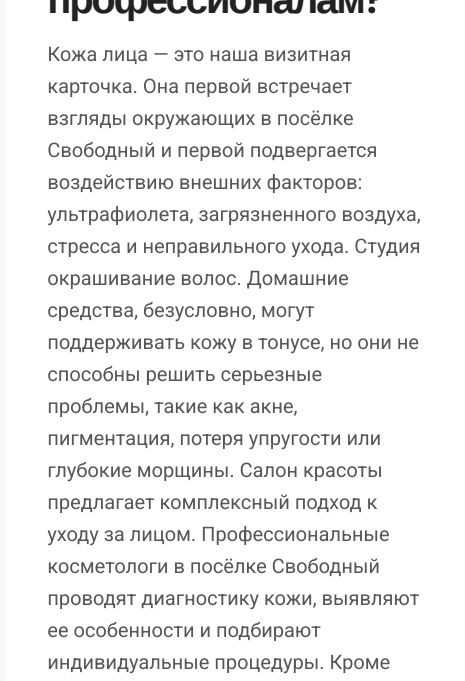 профессионалам?
Кожа лица — это наша визитная
карточка. Она первой встречает
взгляды окружающих в посёлке
Свободный и первой подвергается
воздействию внешних факторов:
ультрафиолета, загрязненного воздуха,
стресса и неправильного ухода. Студия
окрашивание волос. Домашние
средства, безусловно, могут
поддерживать кожу в тонусе, но они не
способны решить серьезные
проблемы, такие как акне,
пигментация, потеря упругости или
глубокие морщины. Салон красоты
предлагает комплексный подход к
уходу за лицом. Профессиональные
косметологи в посёлке Свободный
проводят диагностику кожи, выявляют
ее особенности и подбирают
индивидуальные процедуры. Кроме